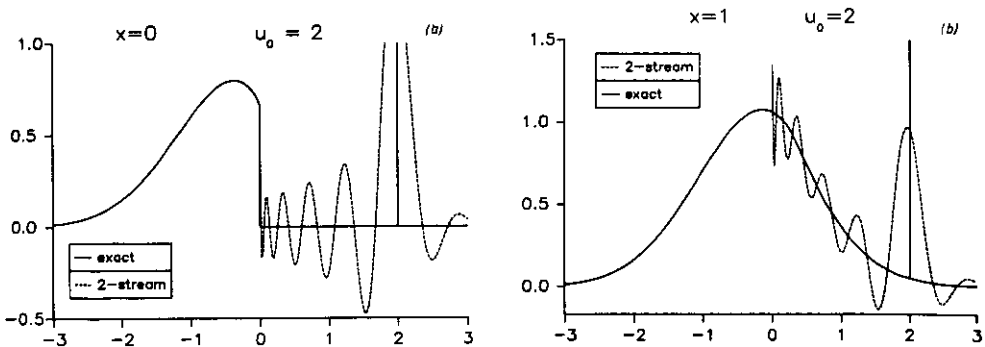 x=0 u₀ = 2 (a)
1.0
0.5
0.0
-0.5
exact
2-stream
-3 -2 -1 0 1 2 3
x=1 u₀=2 (b)
1.5
1.0
0.5
0.0
2-stream
exact
-3 -2 -1 0 1 2 3